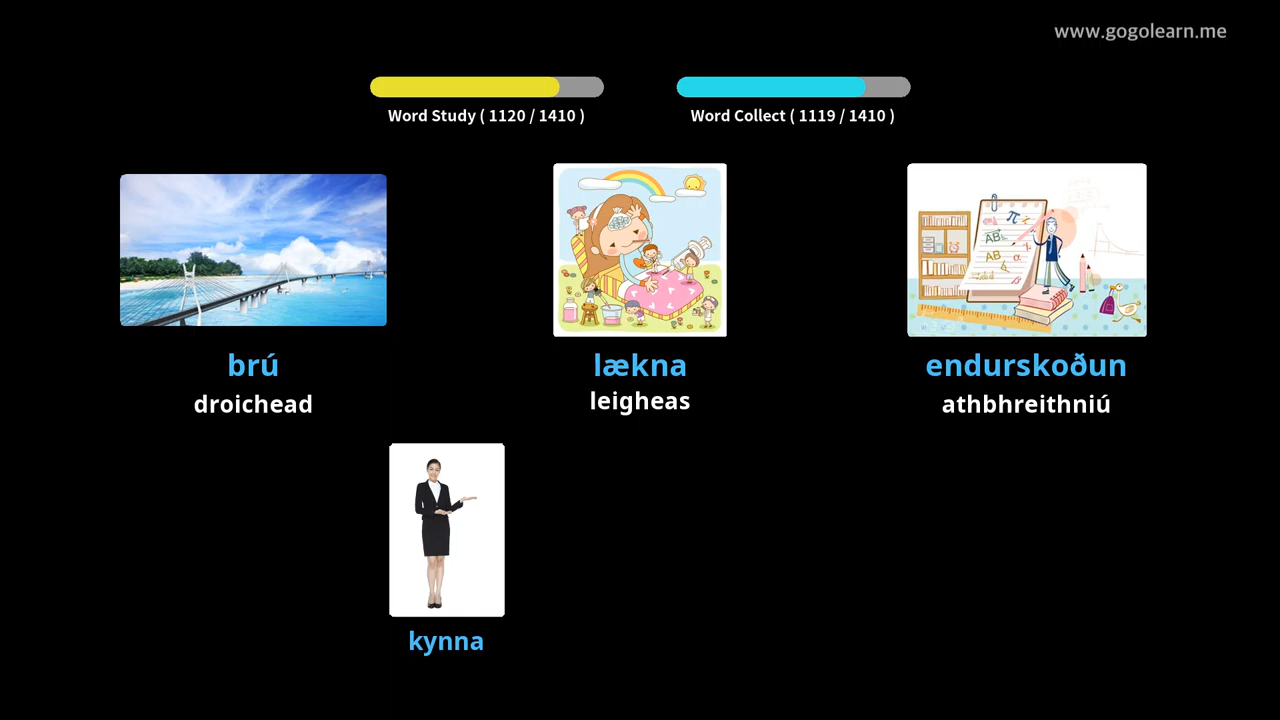 www.gogolearn.me
Word Study ( 1120 / 1410 )
Word Collect ( 1119 / 1410 )
brú
droichead
lækna
leigheas
endurskoðun
athbhreithniú
kynna